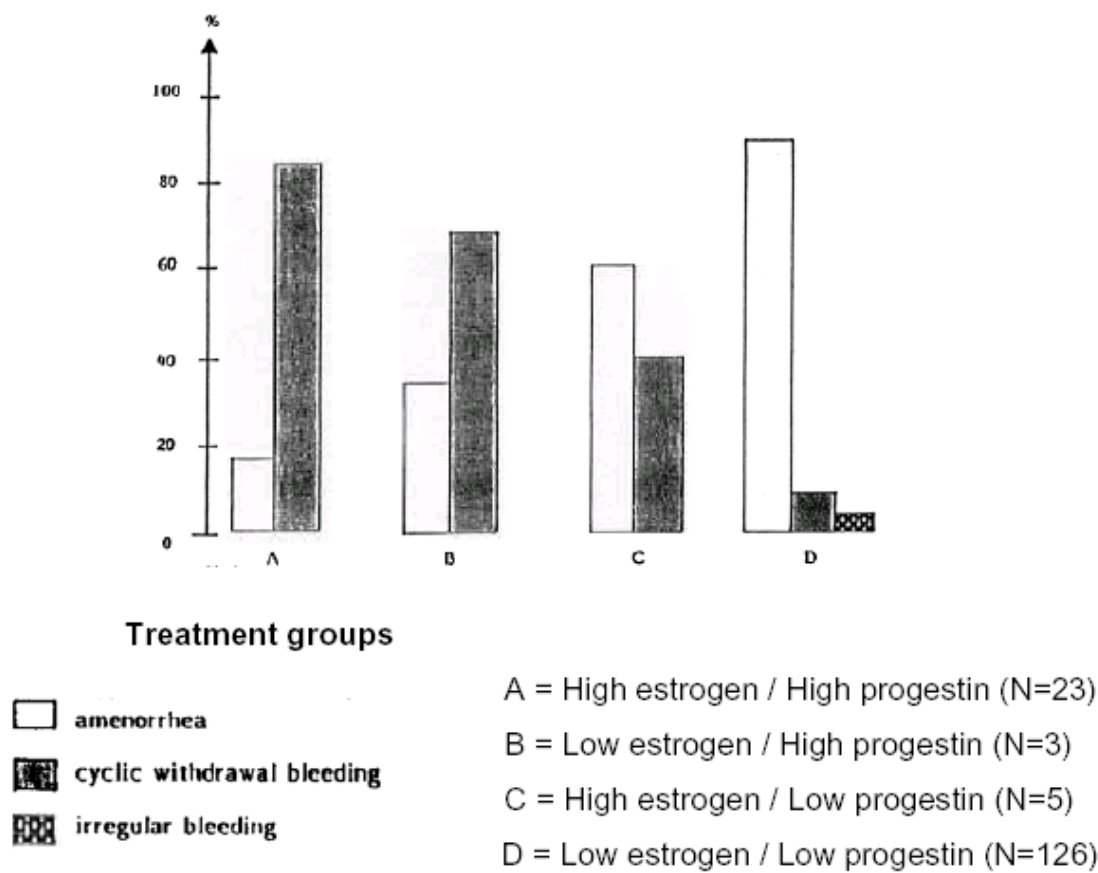 %
100
80
60
40
20
0
A B C D
Treatment groups
amenorrhea
cyclic withdrawal bleeding
irregular bleeding
A = High estrogen / High progestin (N=23)
B = Low estrogen / High progestin (N=3)
C = High estrogen / Low progestin (N=5)
D = Low estrogen / Low progestin (N=126)